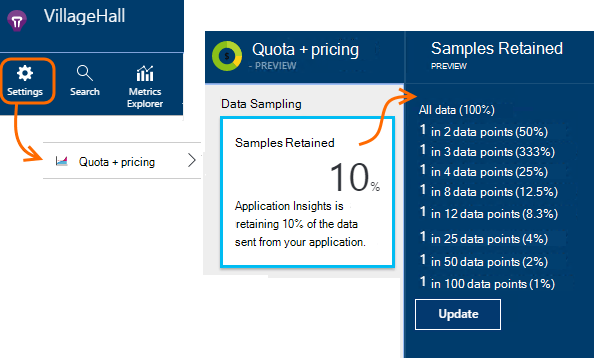 VillageHall
Settings
Search
Metrics
Explorer
Quota + pricing
Quota + pricing
- PREVIEW
Data Sampling
Samples Retained
10%
Application Insights is
retaining 10% of the data
sent from your application.
Samples Retained
PREVIEW
All data (100%)
1 in 2 data points (50%)
1 in 3 data points (333%)
1 in 4 data points (25%)
1 in 8 data points (12.5%)
1 in 12 data points (8.3%)
1 in 25 data points (4%)
1 in 50 data points (2%)
1 in 100 data points (1%)
Update